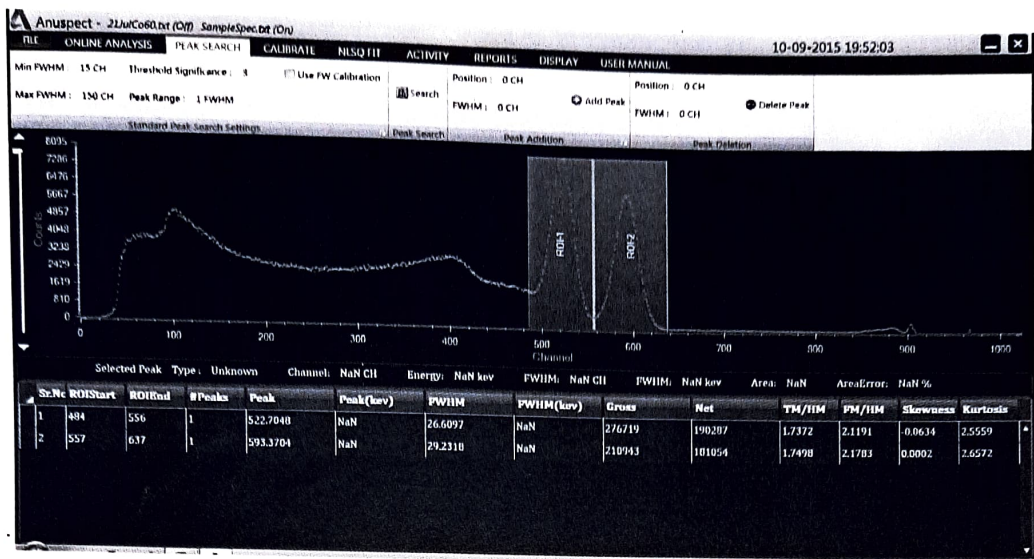 Anuspect - 21JulCo60.txt (Off) SampleSpec.txt (On)
10-09-2015 19:52:03
FILE ONLINE ANALYSIS PEAK SEARCH CALIBRATE NLSQ FIT ACTIVITY REPORTS DISPLAY USER MANUAL
Min FWHM : 15 CH Threshold Significance : 3 Use FW Calibration
Max FWHM : 150 CH Peak Range : 1 FWHM
Search
Position : 0 CH
FWHM : 0 CH Add Peak
Position : 0 CH
FWHM : 0 CH Delete Peak
Standard Peak Search Settings Peak Search Peak Addition Peak Deletion
8095
7286
6476
5667
4857
4048
3238
2429
1619
810
0
Counts
ROI-1 ROI-2
0 100 200 300 400 500 600 700 800 900 1000
Channel
Selected Peak Type : Unknown Channel: NaN CH Energy: NaN kev FWHM: NaN CH FWHM: NaN kev Area: NaN AreaError: NaN %
Sr.No ROIStart ROIEnd #Peaks Peak Peak(kev) FWHM FWHM(kev) Gross Net TM/HM FM/HM Skewness Kurtosis
1 484 556 1 522.7048 NaN 26.6097 NaN 276719 190287 1.7372 2.1191 -0.0634 2.5559
2 557 637 1 593.3704 NaN 29.2318 NaN 210943 181054 1.7498 2.1783 0.0002 2.6572